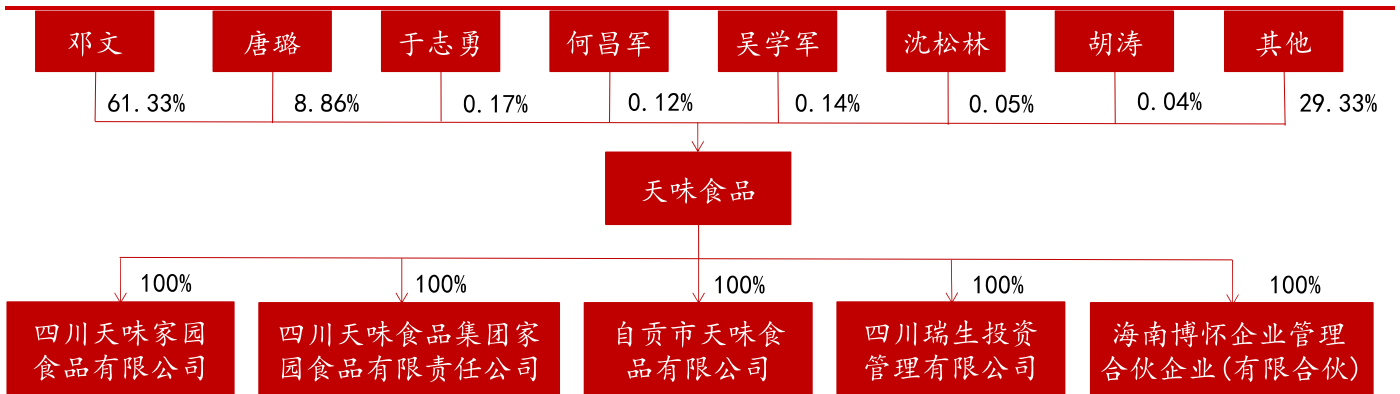 邓文
唐璐
于志勇
何昌军
吴学军
沈松林
胡涛
其他
61.33%
8.86%
0.17%
0.12%
0.14%
0.05%
0.04%
29.33%
天味食品
100%
100%
100%
100%
100%
四川天味家园
食品有限公司
四川天味食品集团家
园食品有限责任公司
自贡市天味食
品有限公司
四川瑞生投资
管理有限公司
海南博怀企业管理
合伙企业(有限合伙)